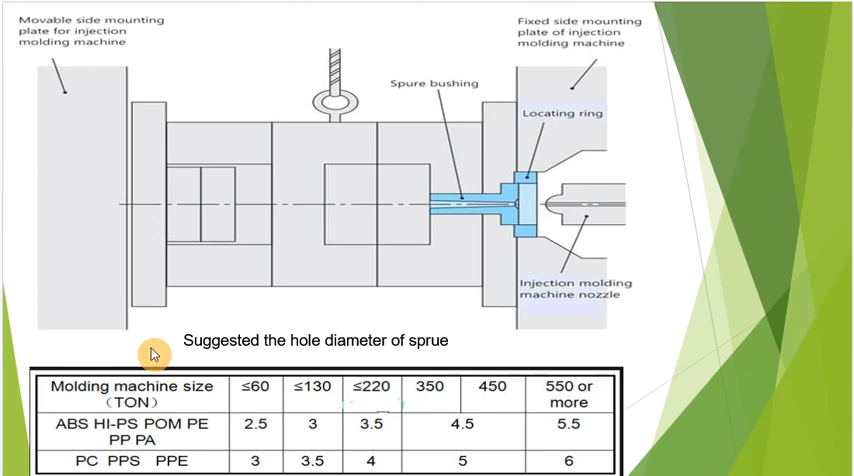 Movable side mounting
plate for injection
molding machine
Fixed side mounting
plate of injection
molding machine
Spure bushing
Locating ring
Injection molding
machine nozzle
Suggested the hole diameter of sprue
Molding machine size
（TON） ≤60 ≤130 ≤220 350 450 550 or
more
ABS HI-PS POM PE
PP PA 2.5 3 3.5 4.5 5.5
PC PPS PPE 3 3.5 4 5 6